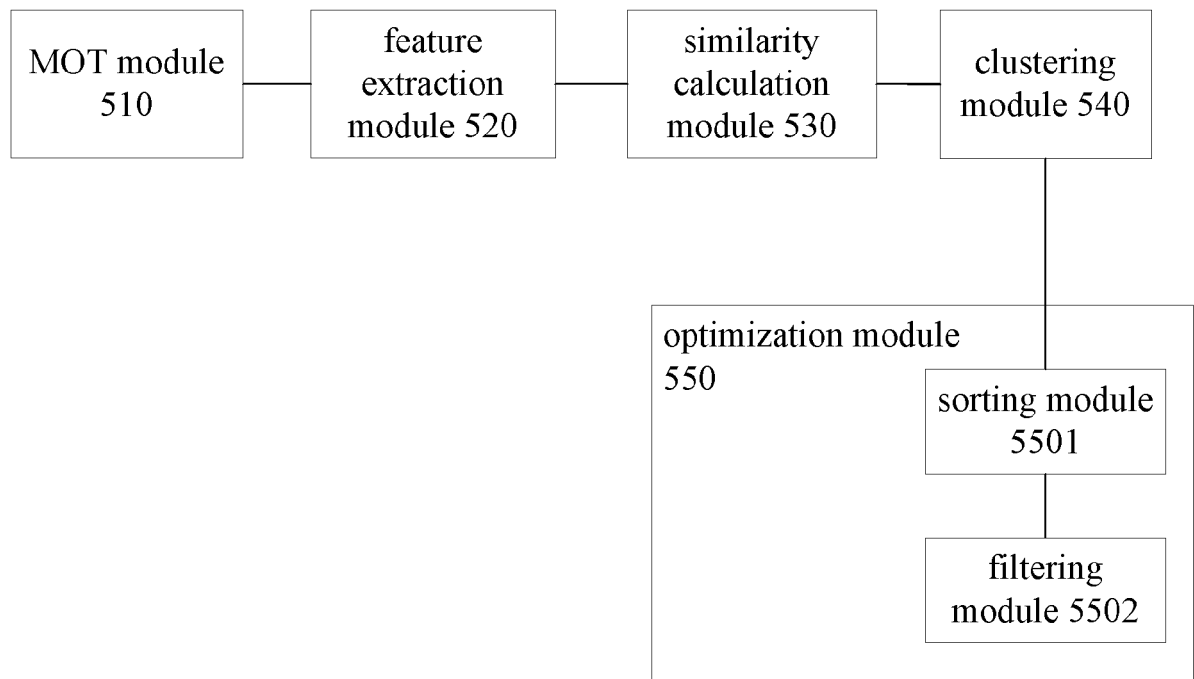 MOT module
510
feature
extraction
module 520
similarity
calculation
module 530
clustering
module 540
optimization module
550
sorting module
5501
filtering
module 5502